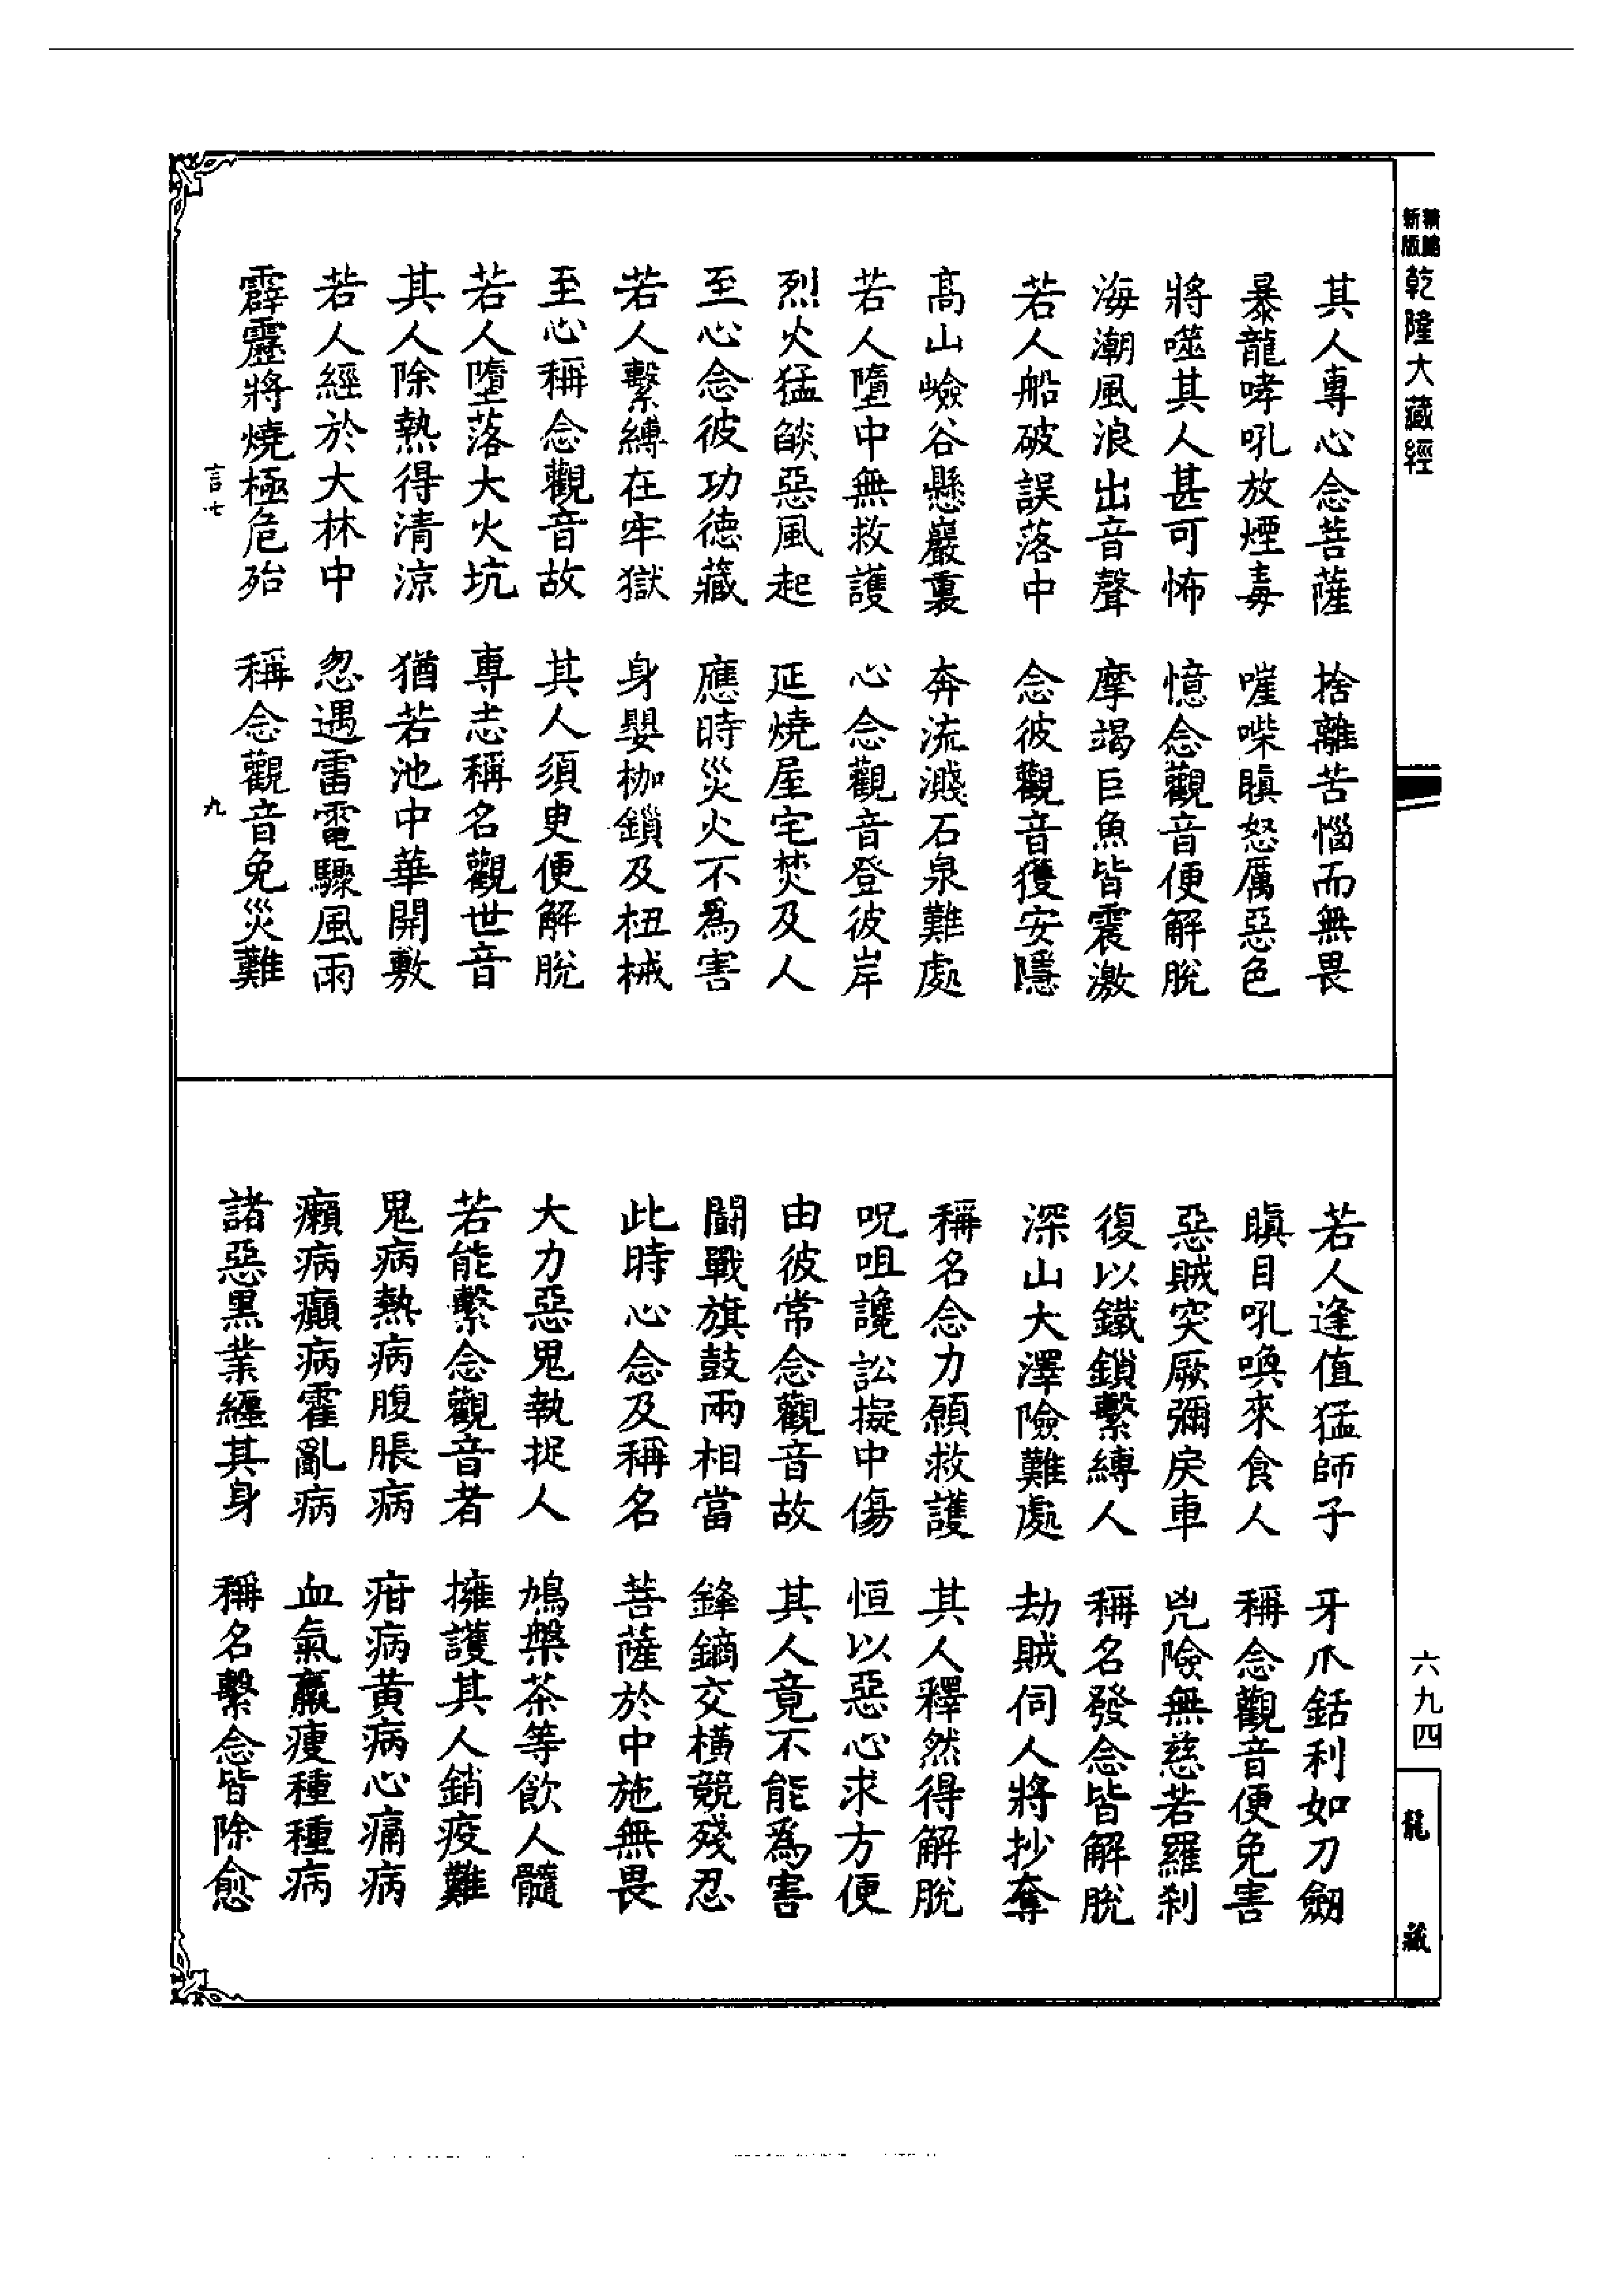 新編
縮版
乾隆大藏經
其人專心念菩薩 捨離苦惱而無畏
暴龍哮吼放煙毒 嘊喍瞋怒厲惡色
將噬其人甚可怖 憶念觀音便解脫
海潮風浪出音聲 摩竭巨魚皆震激
若人船破誤落中 念彼觀音獲安隱
高山嶮谷懸巖裏 奔流濺石泉難處
若人墮中無救護 心念觀音登彼岸
烈火猛燄惡風起 延燒屋宅焚及人
至心念彼功德藏 應時災火不為害
若人繫縛在牢獄 身嬰枷鎖及杻械
至心稱念觀音故 其人須臾便解脫
若人墮落大火坑 專志稱名觀世音
其人除熱得清涼 猶若池中華開敷
若人經於大林中 忽遇雷電驟風雨
霹靂將燒極危殆 稱念觀音免災難
言七 九
若人逢值猛師子 牙爪銛利如刀劒
瞋目吼喚來食人 稱念觀音便免害
惡賊突厥彌戾車 兇險無慈若羅剎
復以鐵鎖繫縛人 稱名發念皆解脫
深山大澤險難處 劫賊伺人將抄奪
稱名念力願救護 其人釋然得解脫
呪咀讒訟擬中傷 恒以惡心求方便
由彼常念觀音故 其人竟不能為害
鬪戰旗鼓兩相當 鋒鏑交橫競殘忍
此時心念及稱名 菩薩於中施無畏
大力惡鬼執捉人 鳩槃茶等飲人髓
若能繫念觀音者 擁護其人銷疫難
鬼病熱病腹脹病 疳病黃病心痛病
癩病癲病霍亂病 血氣羸瘦種種病
諸惡黑業纏其身 稱名繫念皆除愈
六九四
龍藏